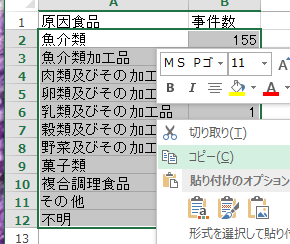 A B
1 原因食品 事件数
2 魚介類 155
3 魚介類加工品
4 肉類及びその加工
5 卵類及びその加工
6 乳類及びその加工 1
7 穀類及びその加工
8 野菜及びその加工
9 菓子類
10 複合調理食品
11 その他
12 不明
13
ＭＳ Ｐゴ 11
B I
切り取り(T)
コピー(C)
貼り付けのオプション
形式を選択して貼り付